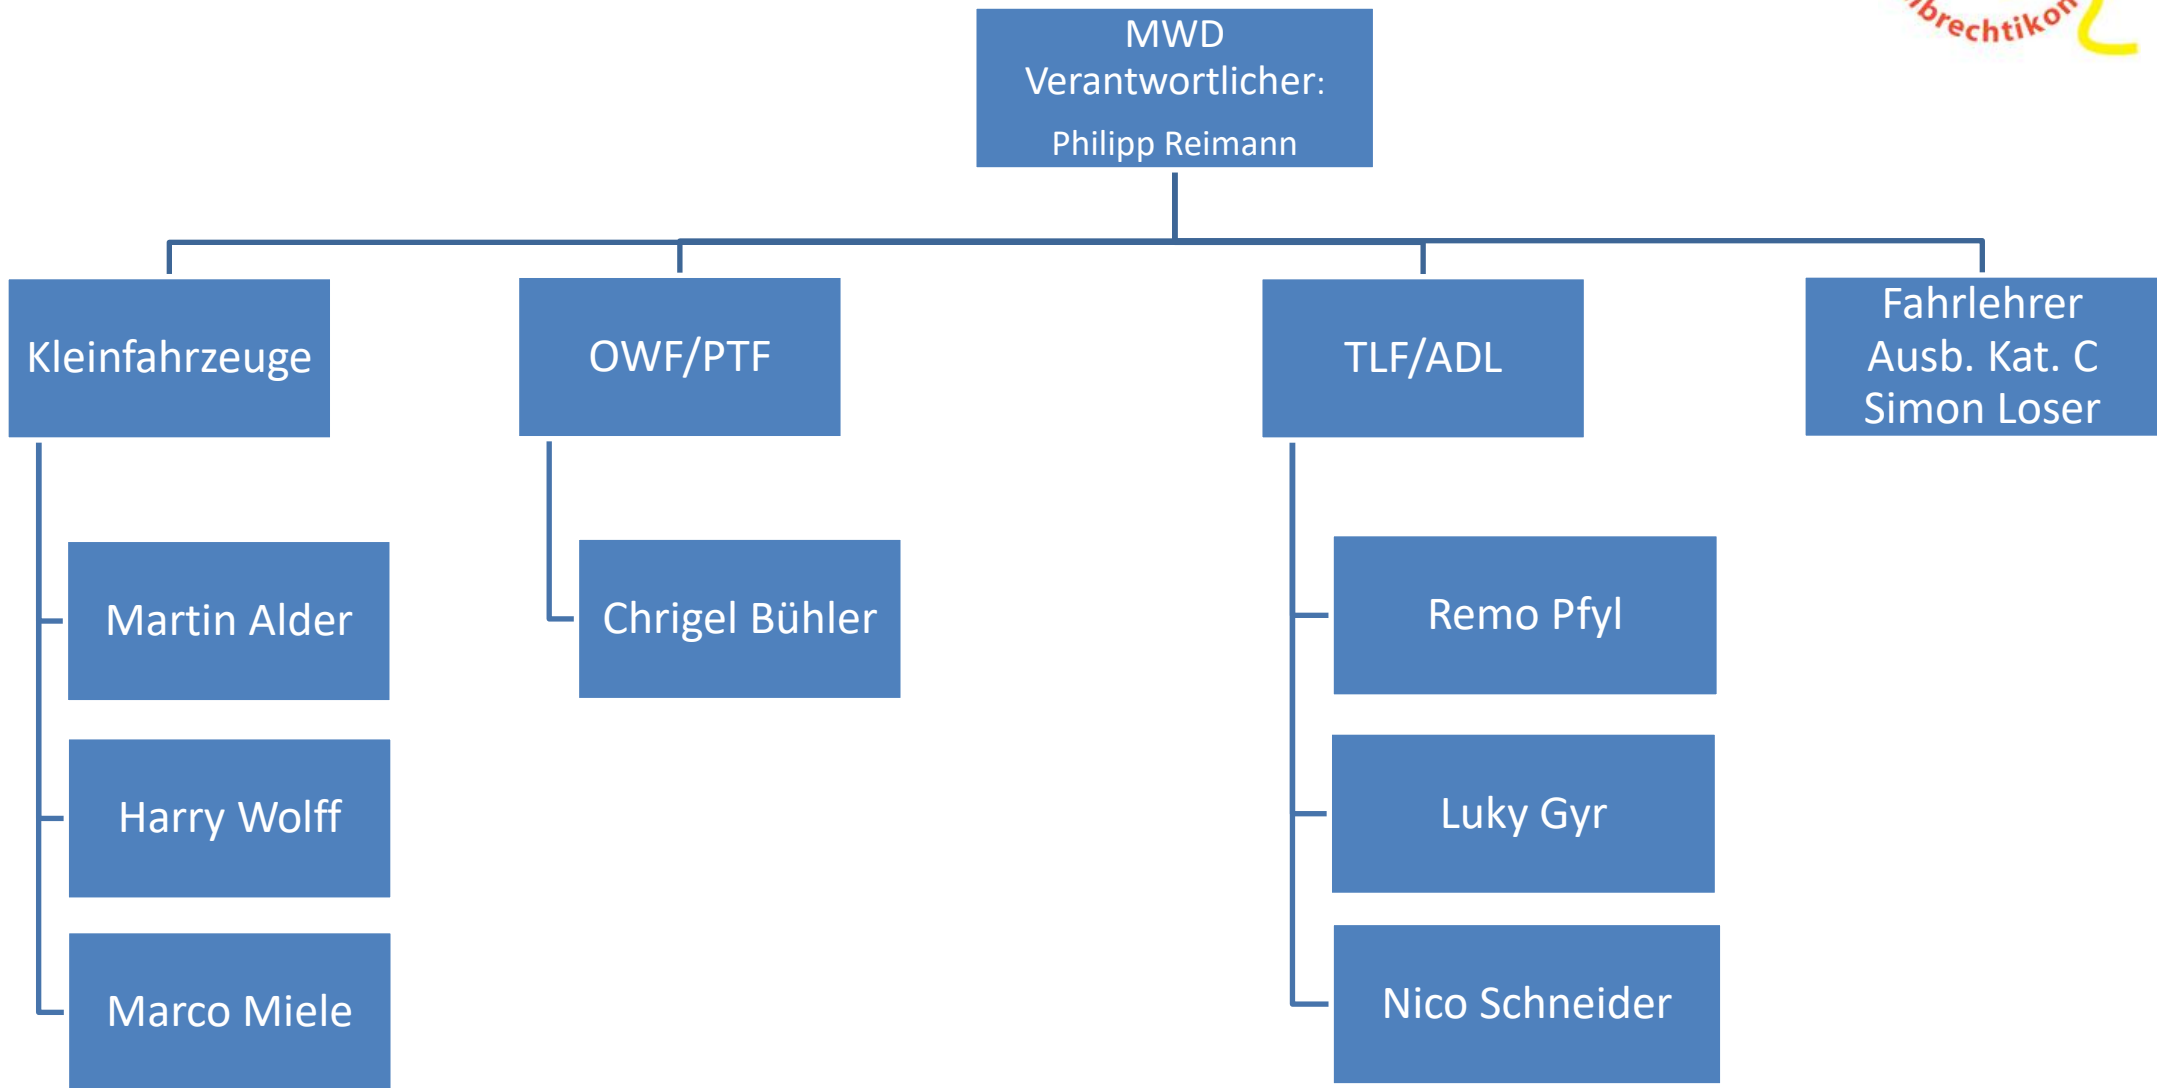 MWD
Verantwortlicher:
Philipp Reimann
Kleinfahrzeuge
OWF/PTF
TLF/ADL
Fahrlehrer
Ausb. Kat. C
Simon Loser
Martin Alder
Chrigel Bühler
Remo Pfyl
Harry Wolff
Luky Gyr
Marco Miele
Nico Schneider